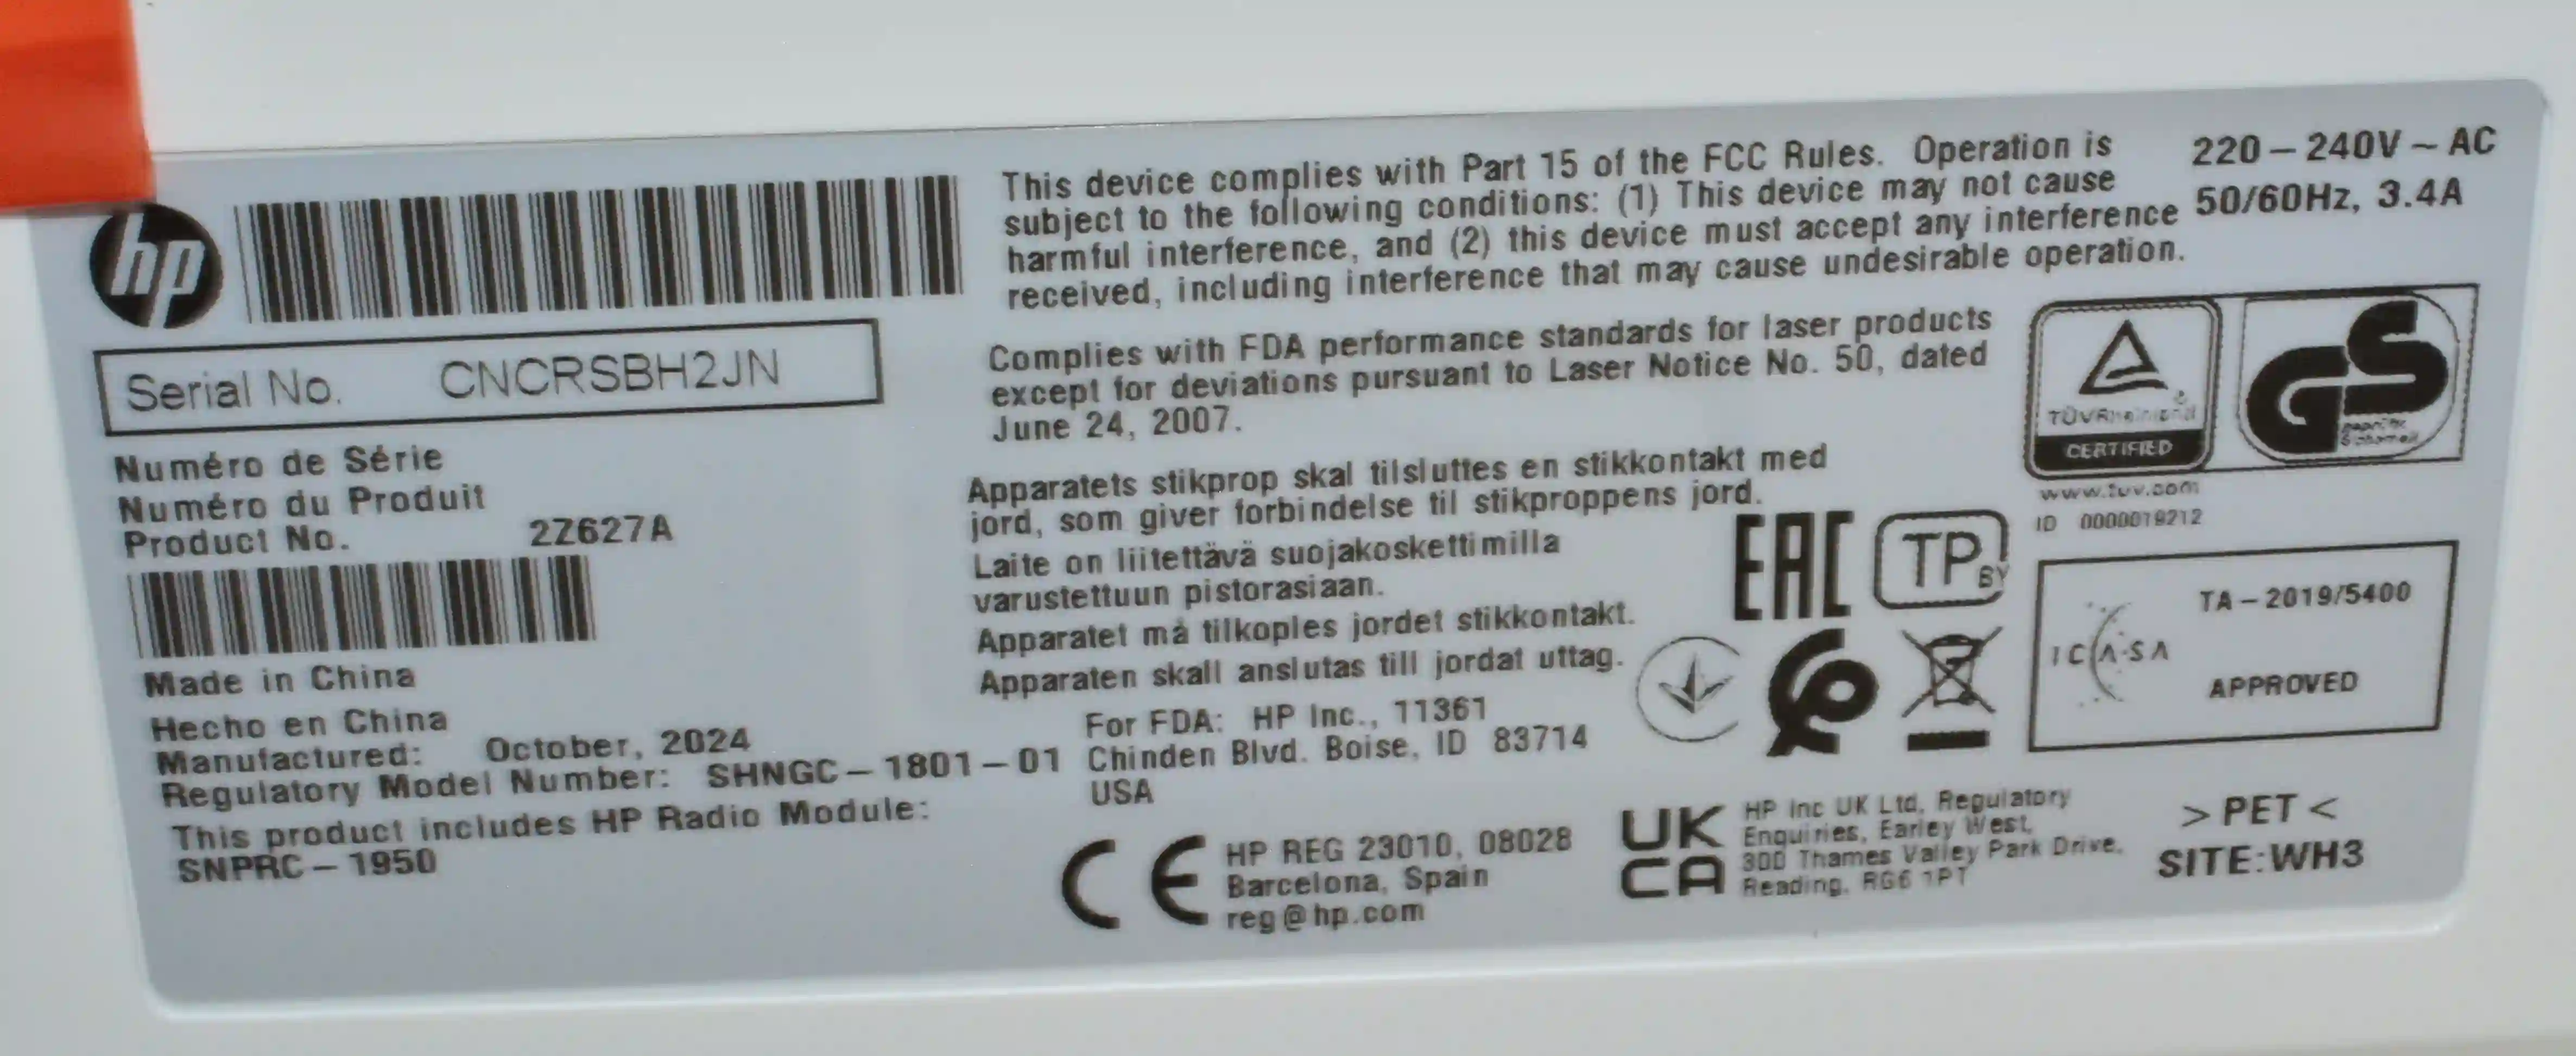 hp
Serial No. CNCRSBH2JN
Numéro de Série
Numéro du Produit
Product No. 2Z627A
Made in China
Hecho en China
Manufactured: October, 2024
Regulatory Model Number: SHNGC-1801-01
This product includes HP Radio Module:
SNPRC-1950
This device complies with Part 15 of the FCC Rules. Operation is
subject to the following conditions: (1) This device may not cause
harmful interference, and (2) this device must accept any interference
received, including interference that may cause undesirable operation.
Complies with FDA performance standards for laser products
except for deviations pursuant to Laser Notice No. 50, dated
June 24, 2007.
Apparatets stikprop skal tilsluttes en stikkontakt med
jord, som giver forbindelse til stikproppens jord.
Laite on liitettävä suojakoskettimilla
varustettuun pistorasiaan.
Apparatet må tilkoples jordet stikkontakt.
Apparaten skall anslutas till jordat uttag.
For FDA: HP Inc., 11361
Chinden Blvd. Boise, ID 83714
USA
CE
HP REG 23010, 08028
Barcelona, Spain
reg@hp.com
220-240V~AC
50/60Hz, 3.4A
TÜVRheinland
CERTIFIED
GS
geprüfte
Sicherheit
www.tuv.com
ID 0000019212
EAC
TP BY
ICASA
TA-2019/5400
APPROVED
UK
CA
HP Inc UK Ltd, Regulatory
Enquiries, Earley West,
300 Thames Valley Park Drive,
Reading, RG6 1PT
>PET<
SITE:WH3